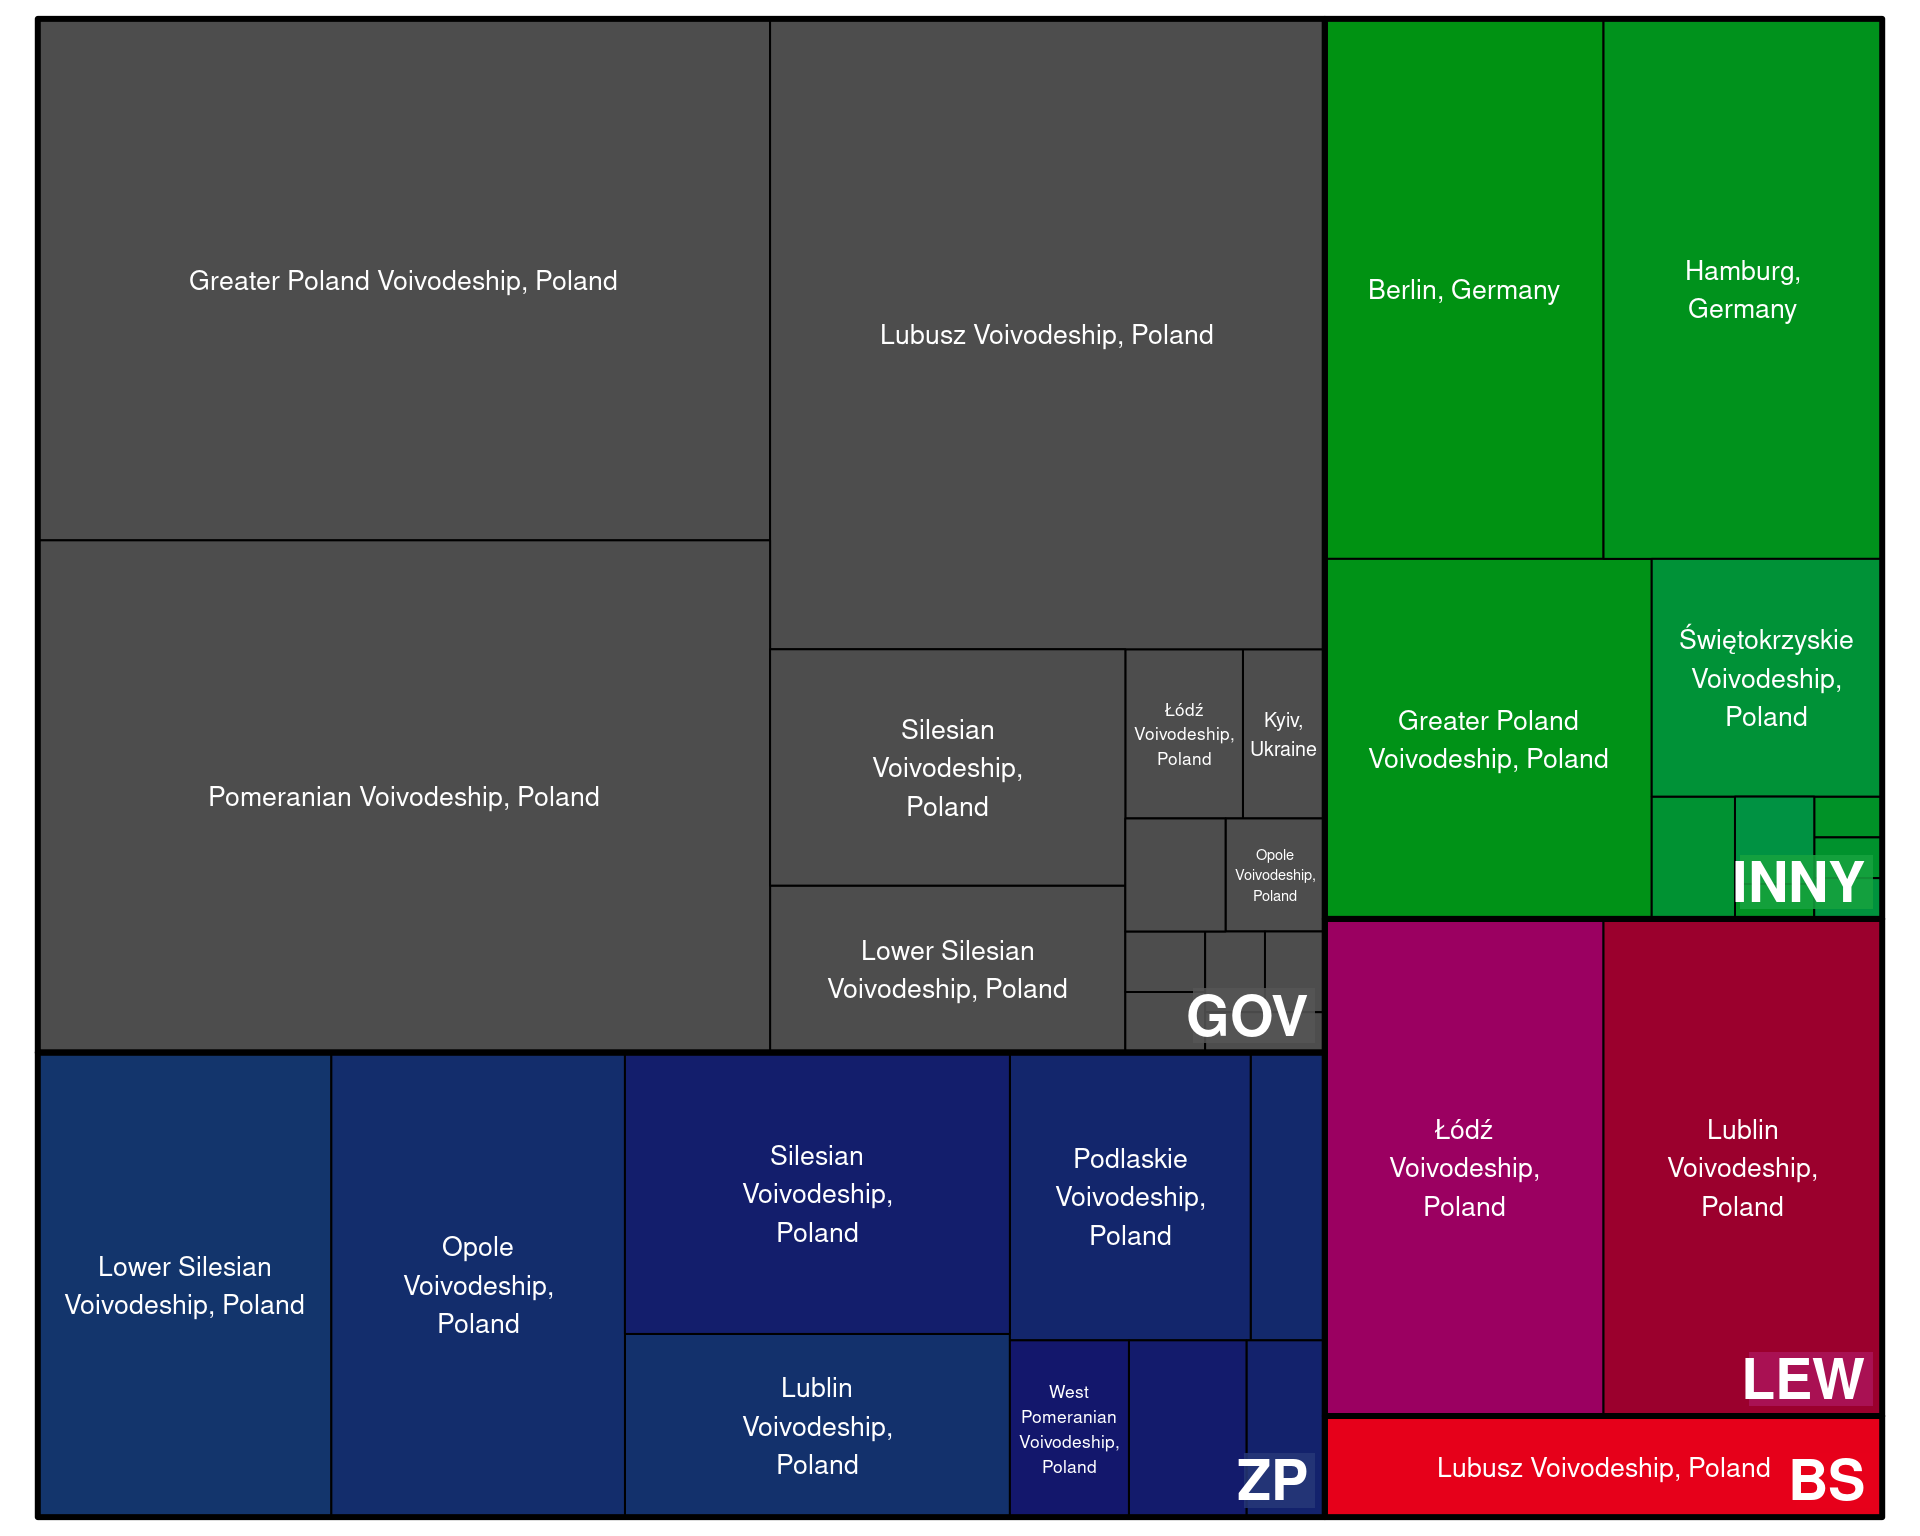 Greater Poland Voivodeship, Poland
Lubusz Voivodeship, Poland
Pomeranian Voivodeship, Poland
Silesian
Voivodeship,
Poland
Łódź
Voivodeship,
Poland
Kyiv,
Ukraine
Opole
Voivodeship,
Poland
Lower Silesian
Voivodeship, Poland
GOV
Berlin, Germany
Hamburg,
Germany
Greater Poland
Voivodeship, Poland
Świętokrzyskie
Voivodeship,
Poland
INNY
Lower Silesian
Voivodeship, Poland
Opole
Voivodeship,
Poland
Silesian
Voivodeship,
Poland
Lublin
Voivodeship,
Poland
Podlaskie
Voivodeship,
Poland
West
Pomeranian
Voivodeship,
Poland
ZP
Łódź
Voivodeship,
Poland
Lublin
Voivodeship,
Poland
LEW
Lubusz Voivodeship, Poland
BS